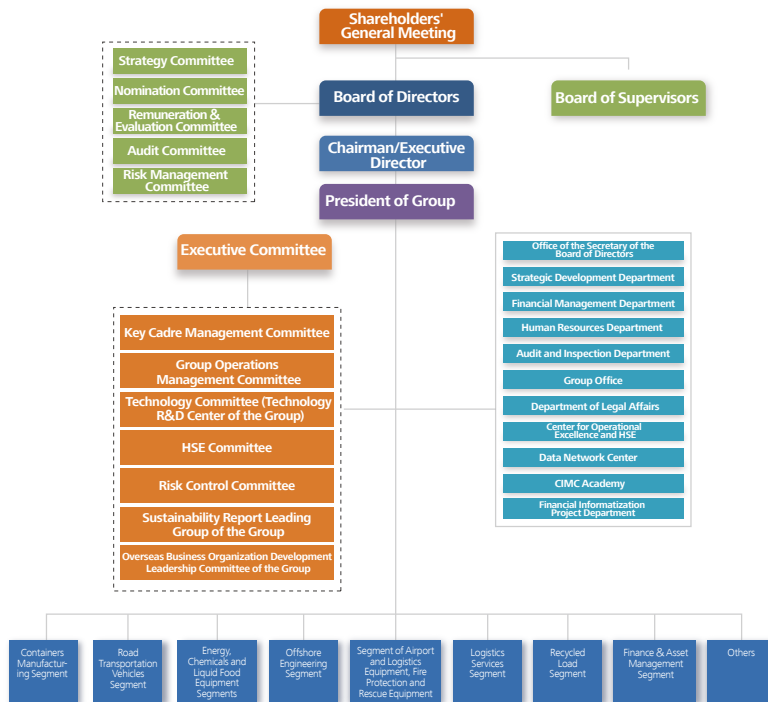 Shareholders'
General Meeting
Strategy Committee
Nomination Committee
Remuneration &
Evaluation Committee
Audit Committee
Risk Management
Committee
Board of Directors
Board of Supervisors
Chairman/Executive
Director
President of Group
Executive Committee
Key Cadre Management Committee
Group Operations
Management Committee
Technology Committee (Technology
R&D Center of the Group)
HSE Committee
Risk Control Committee
Sustainability Report Leading
Group of the Group
Overseas Business Organization Development
Leadership Committee of the Group
Office of the Secretary of the
Board of Directors
Strategic Development Department
Financial Management Department
Human Resources Department
Audit and Inspection Department
Group Office
Department of Legal Affairs
Center for Operational
Excellence and HSE
Data Network Center
CIMC Academy
Financial Informatization
Project Department
Containers
Manufactur-
ing Segment
Road
Transportation
Vehicles
Segment
Energy,
Chemicals and
Liquid Food
Equipment
Segments
Offshore
Engineering
Segment
Segment of Airport
and Logistics
Equipment, Fire
Protection and
Rescue Equipment
Logistics
Services
Segment
Recycled
Load
Segment
Finance & Asset
Management
Segment
Others